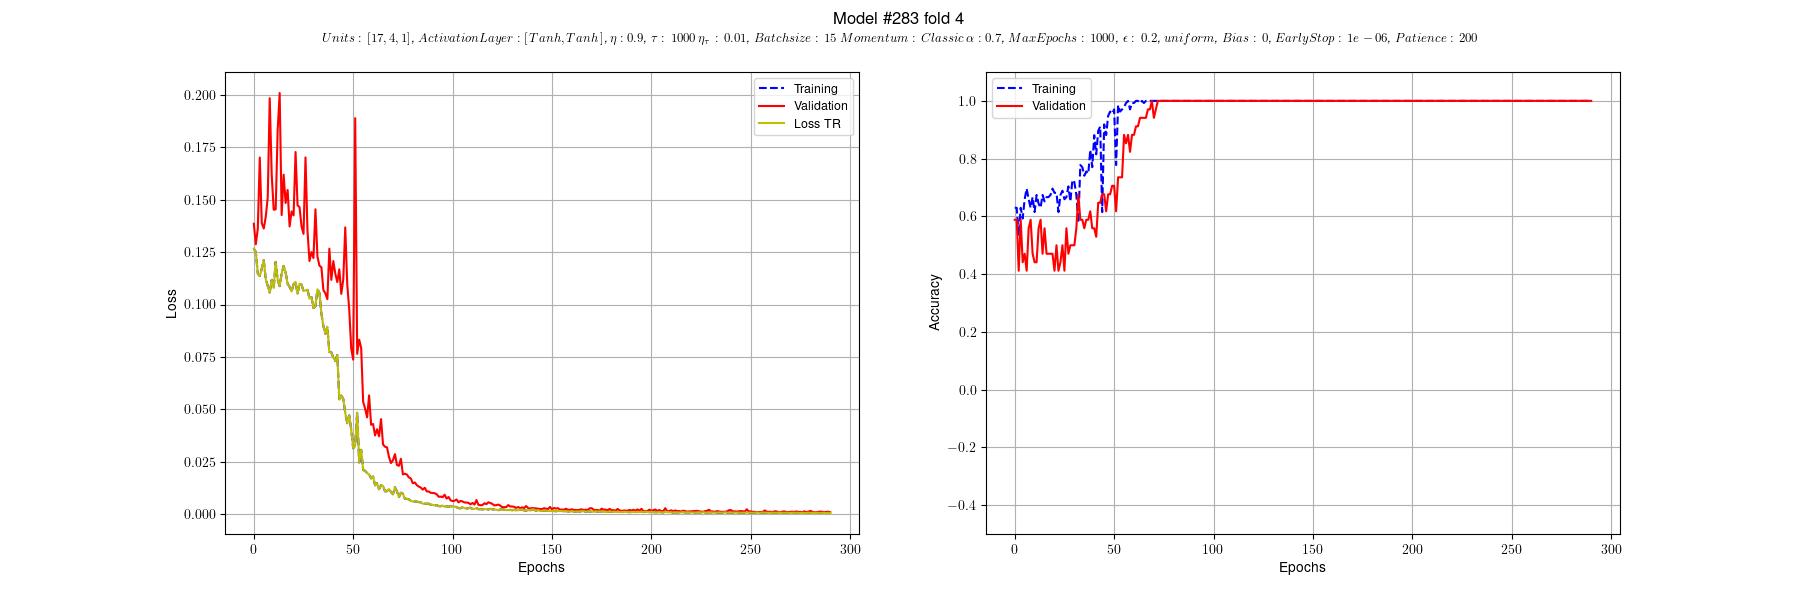 Model #283 fold 4
Units : [17, 4, 1], ActivationLayer : [Tanh, Tanh], η : 0.9, τ : 1000 ητ : 0.01, Batchsize : 15 Momentum : Classic α : 0.7, MaxEpochs : 1000, ϵ : 0.2, uniform, Bias : 0, EarlyStop : 1e − 06, Patience : 200
Training
Validation
Loss TR
0.200
0.175
0.150
0.125
0.100
0.075
0.050
0.025
0.000
Loss
0 50 100 150 200 250 300
Epochs
Training
Validation
1.0
0.8
0.6
0.4
0.2
0.0
−0.2
−0.4
Accuracy
0 50 100 150 200 250 300
Epochs